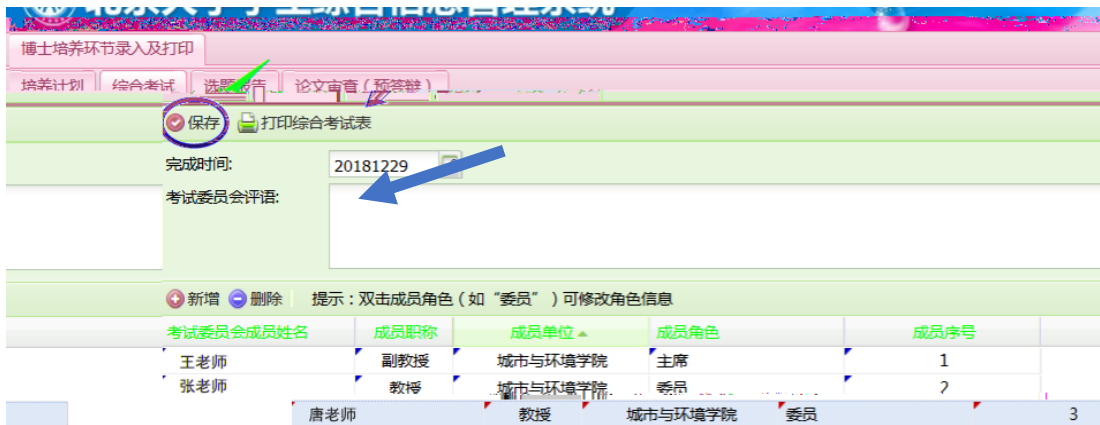 博士培养环节录入及打印
培养计划 综合考试 选题报告 论文审查（预答辩）
保存 打印综合考试表
完成时间: 20181229
考试委员会评语:
新增 删除 提示：双击成员角色（如“委员”）可修改角色信息
考试委员会成员姓名 成员职称 成员单位 成员角色 成员序号
王老师 副教授 城市与环境学院 主席 1
张老师 教授 城市与环境学院 委员 2
唐老师 教授 城市与环境学院 委员 3